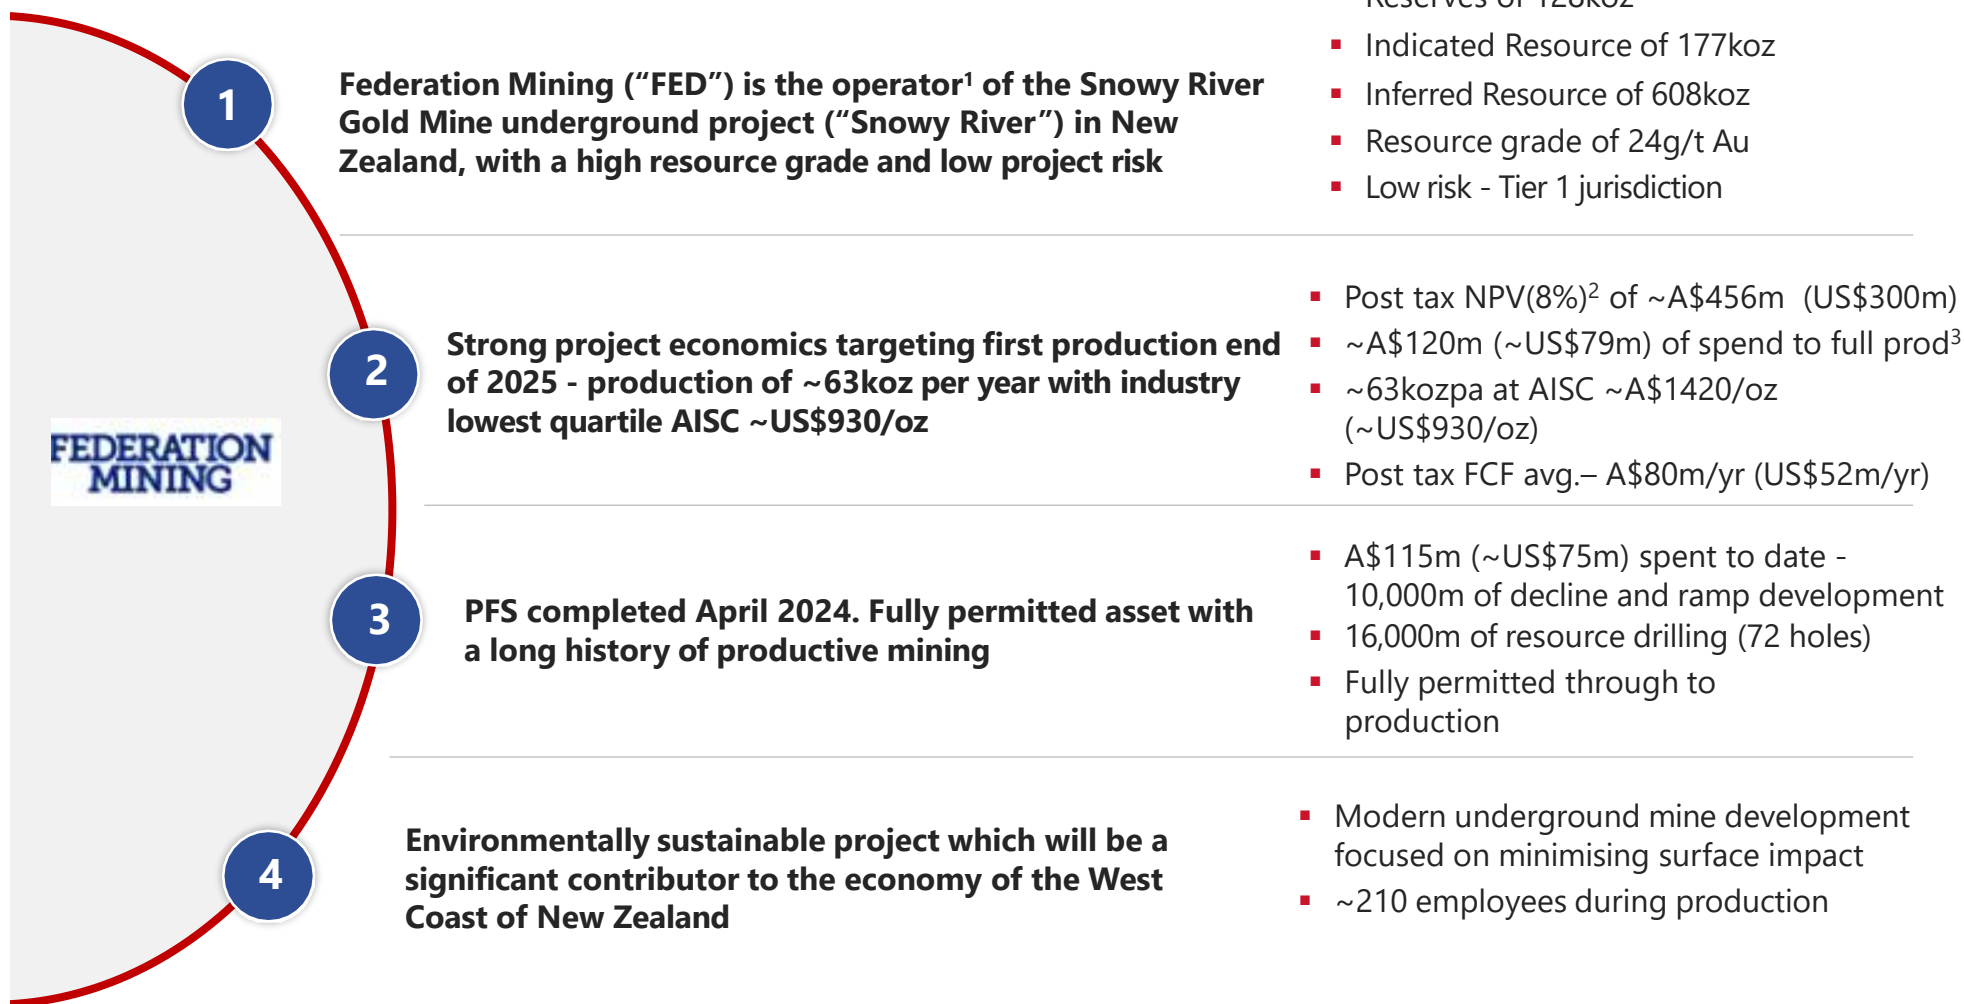 Reserves of 128koz
▪ Indicated Resource of 177koz
▪ Inferred Resource of 608koz
▪ Resource grade of 24g/t Au
▪ Low risk - Tier 1 jurisdiction
1
Federation Mining (“FED”) is the operator¹ of the Snowy River
Gold Mine underground project (“Snowy River”) in New
Zealand, with a high resource grade and low project risk
2
Strong project economics targeting first production end
of 2025 - production of ~63koz per year with industry
lowest quartile AISC ~US$930/oz
▪ Post tax NPV(8%)² of ~A$456m (US$300m)
▪ ~A$120m (~US$79m) of spend to full prod³
▪ ~63kozpa at AISC ~A$1420/oz
(~US$930/oz)
▪ Post tax FCF avg.– A$80m/yr (US$52m/yr)
FEDERATION
MINING
3
PFS completed April 2024. Fully permitted asset with
a long history of productive mining
▪ A$115m (~US$75m) spent to date -
10,000m of decline and ramp development
▪ 16,000m of resource drilling (72 holes)
▪ Fully permitted through to
production
4
Environmentally sustainable project which will be a
significant contributor to the economy of the West
Coast of New Zealand
▪ Modern underground mine development
focused on minimising surface impact
▪ ~210 employees during production